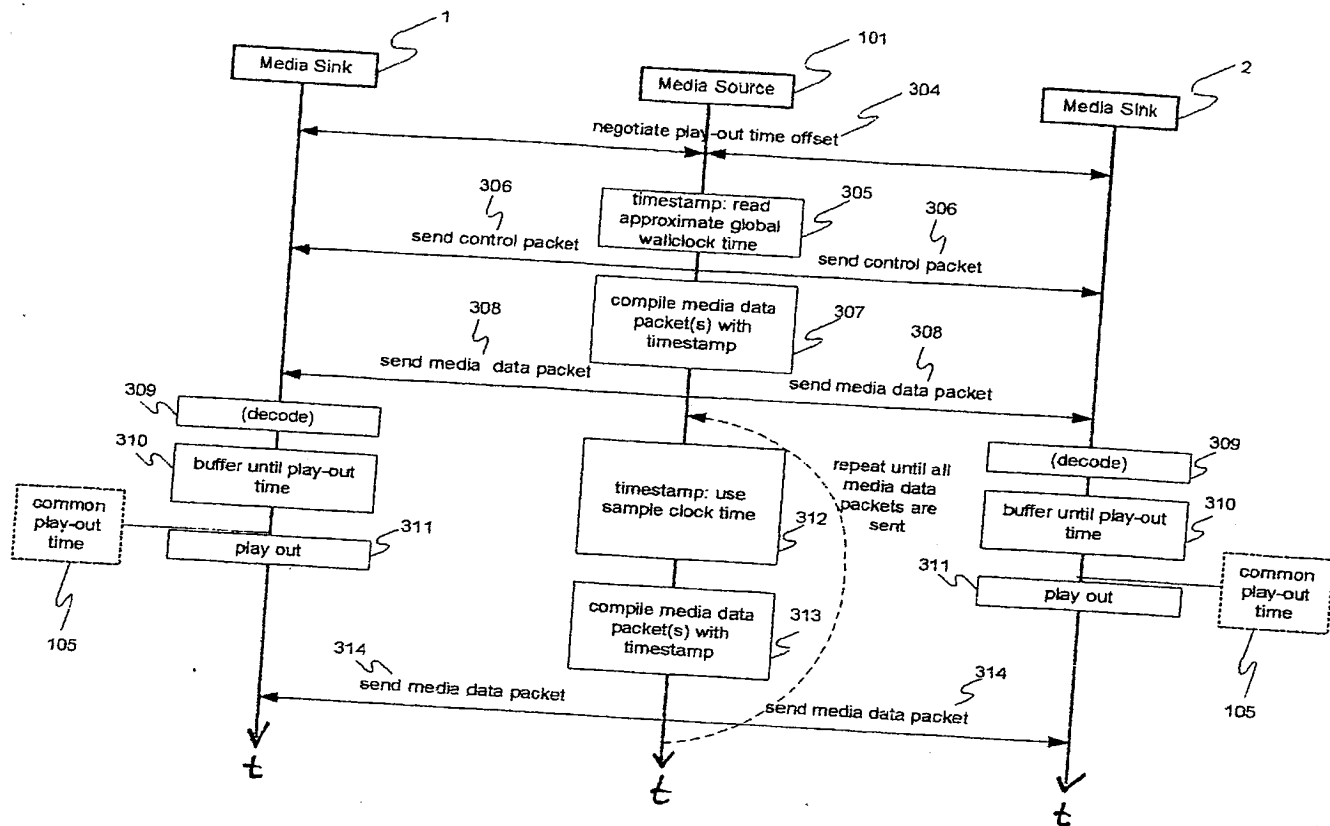 1
Media Sink
101
Media Source
2
Media Sink
304
negotiate play-out time offset
306
send control packet
timestamp: read
approximate global
wallclock time
305
306
send control packet
compile media data
packet(s) with
timestamp
307
308
send media data packet
308
send media data packet
309
(decode)
310
buffer until play-out
time
common
play-out
time
311
play out
105
timestamp: use
sample clock time
312
repeat until all
media data
packets are
sent
309
(decode)
buffer until play-out
time
310
311
play out
common
play-out
time
105
compile media data
packet(s) with
timestamp
313
314
send media data packet
314
send media data packet
t
t
t